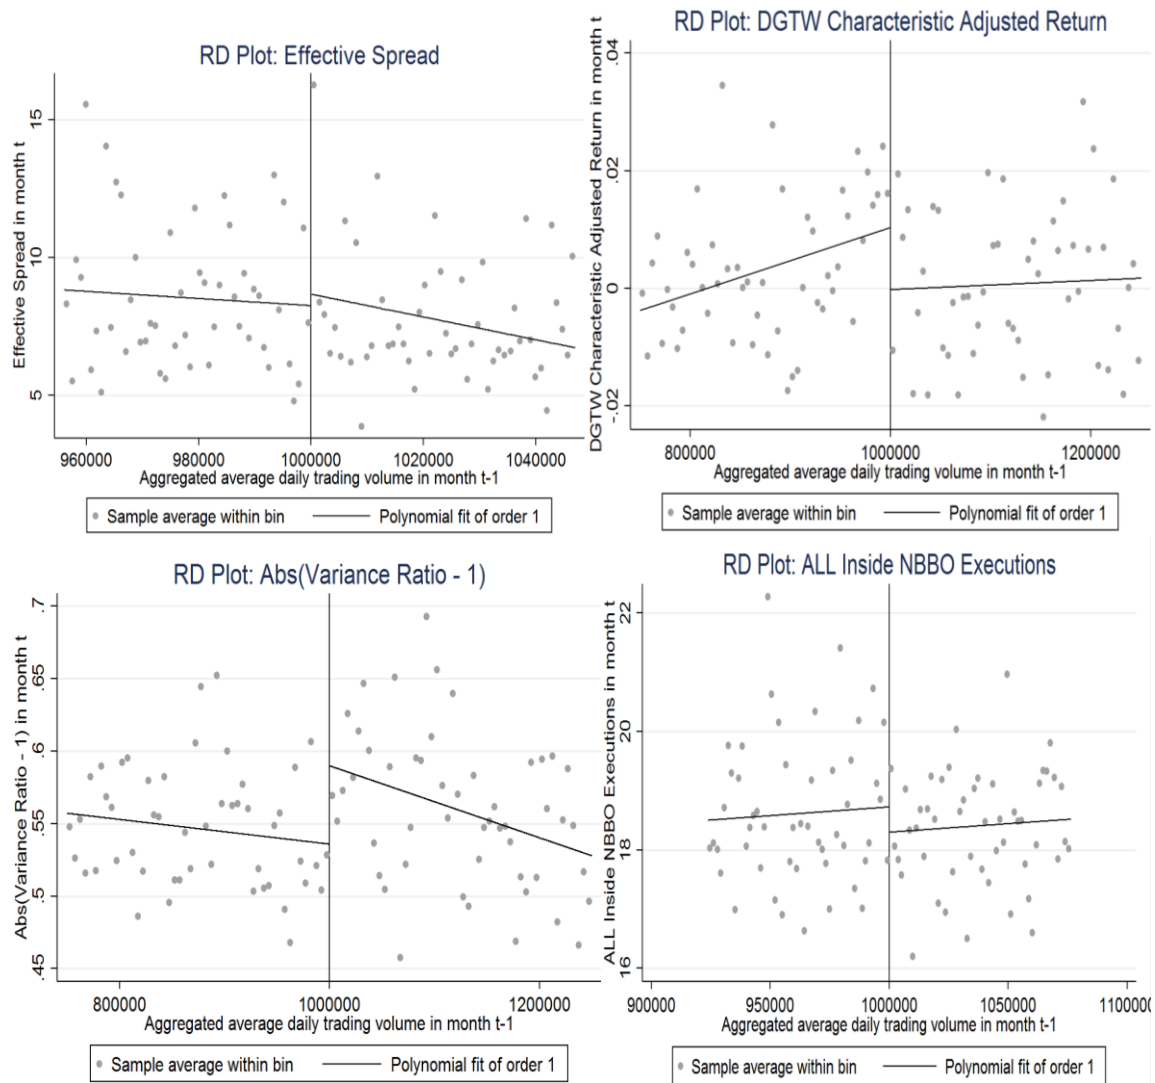 RD Plot: Effective Spread
Effective Spread in month t
15
10
5
960000 980000 1000000 1020000 1040000
Aggregated average daily trading volume in month t-1
Sample average within bin Polynomial fit of order 1
RD Plot: DGTW Characteristic Adjusted Return
DGTW Characteristic Adjusted Return in month t
.04
.02
0
-.02
800000 1000000 1200000
Aggregated average daily trading volume in month t-1
Sample average within bin Polynomial fit of order 1
RD Plot: Abs(Variance Ratio - 1)
Abs(Variance Ratio - 1) in month t
.7
.65
.6
.55
.5
.45
800000 1000000 1200000
Aggregated average daily trading volume in month t-1
Sample average within bin Polynomial fit of order 1
RD Plot: ALL Inside NBBO Executions
ALL Inside NBBO Executions in month t
22
20
18
16
900000 950000 1000000 1050000 1100000
Aggregated average daily trading volume in month t-1
Sample average within bin Polynomial fit of order 1